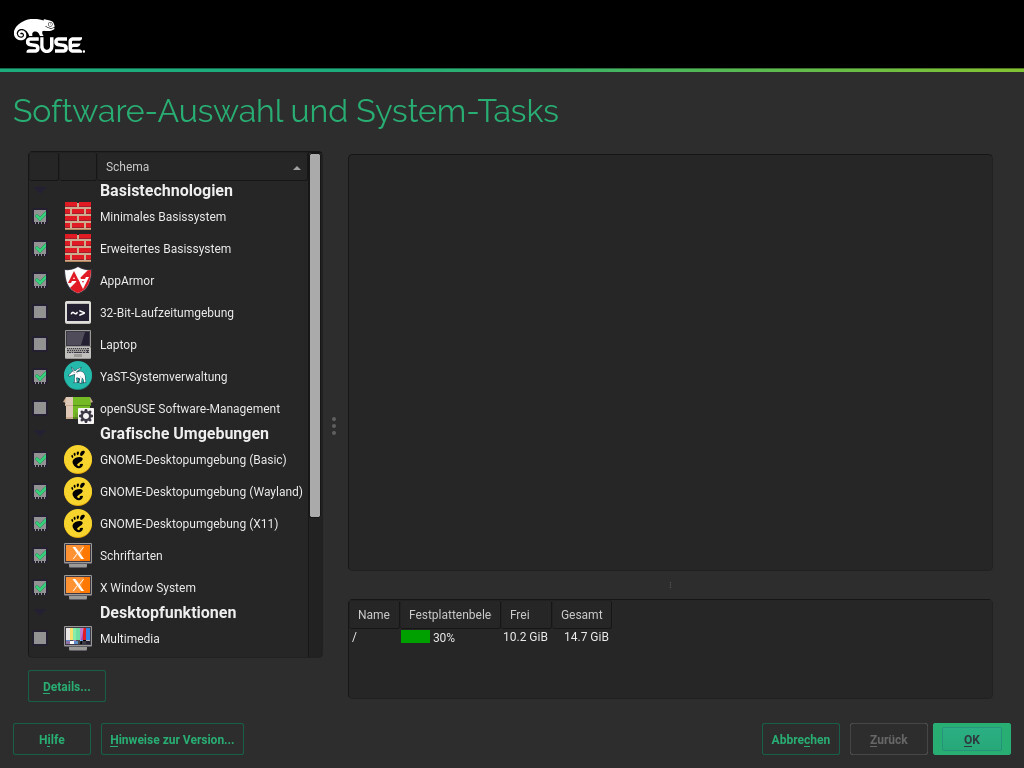 SUSE.
Software-Auswahl und System-Tasks
Schema
Basistechnologien
Minimales Basissystem
Erweitertes Basissystem
AppArmor
~> 32-Bit-Laufzeitumgebung
Laptop
YaST-Systemverwaltung
openSUSE Software-Management
Grafische Umgebungen
GNOME-Desktopumgebung (Basic)
GNOME-Desktopumgebung (Wayland)
GNOME-Desktopumgebung (X11)
X Schriftarten
X X Window System
Desktopfunktionen
Multimedia
Name Festplattenbele Frei Gesamt
/ 30% 10.2 GiB 14.7 GiB
Details...
Hilfe Hinweise zur Version... Abbrechen Zurück OK